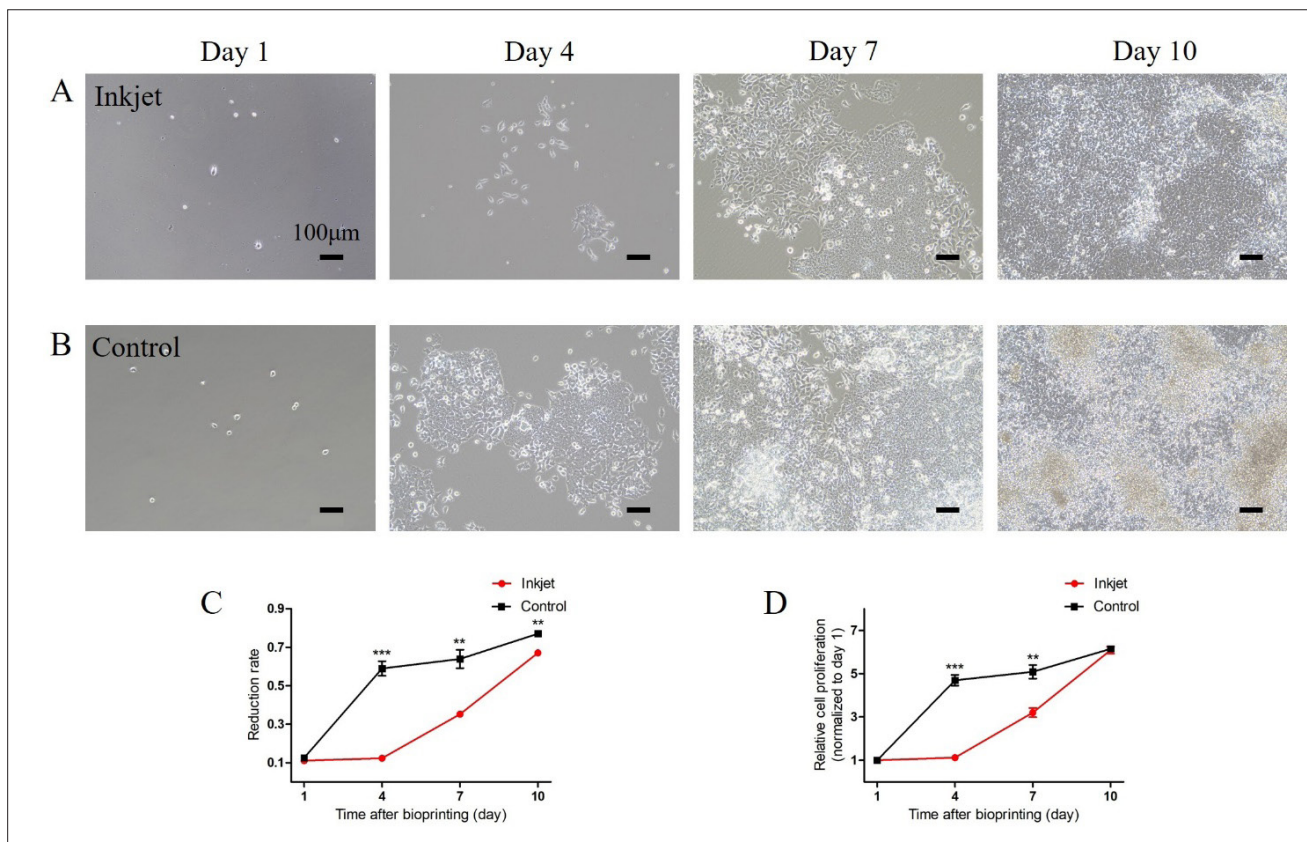 Day 1
Day 4
Day 7
Day 10
A
Inkjet
100μm
B
Control
C
Inkjet
Control
Reduction rate
0.9
0.7
0.5
0.3
0.1
***
**
**
1
4
7
10
Time after bioprinting (day)
D
Inkjet
Control
Relative cell proliferation
(normalized to day 1)
7
5
3
1
***
**
1
4
7
10
Time after bioprinting (day)